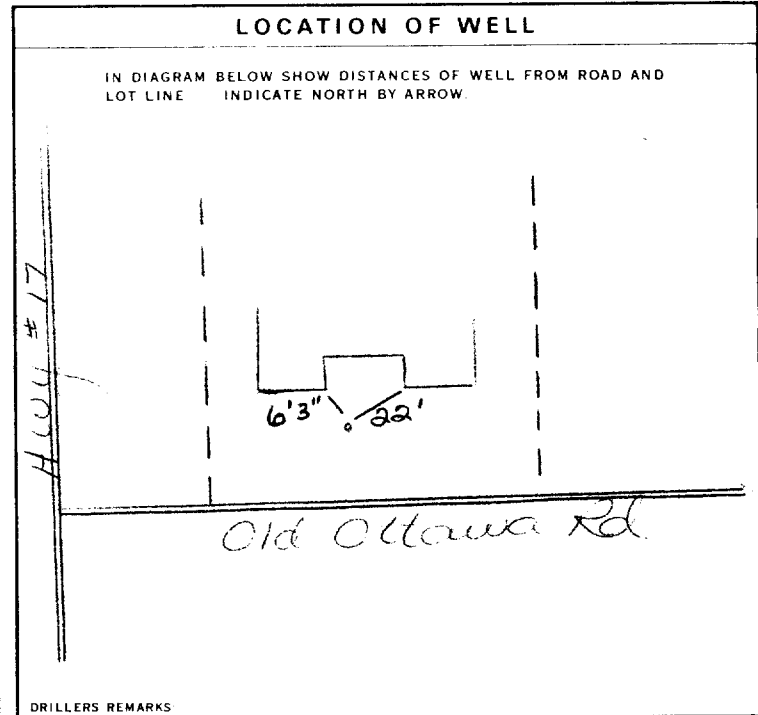 LOCATION OF WELL
IN DIAGRAM BELOW SHOW DISTANCES OF WELL FROM ROAD AND
LOT LINE INDICATE NORTH BY ARROW.
Hwy # 17
6'3" 22'
Old Ottawa Rd.
DRILLERS REMARKS